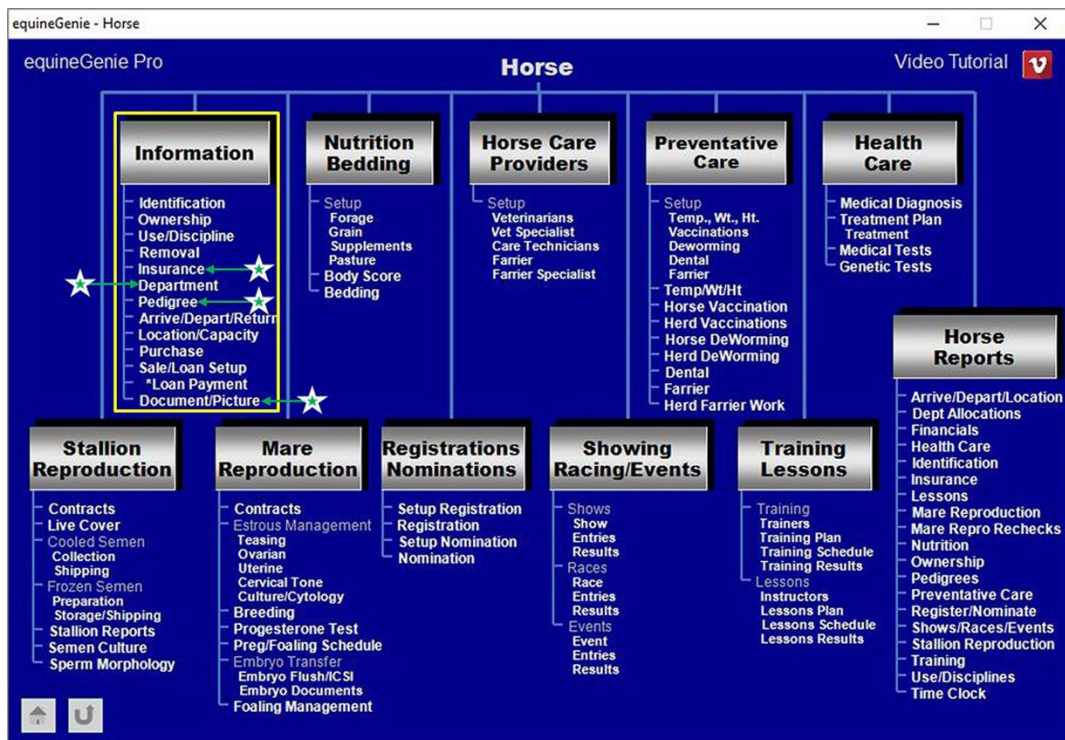 equineGenie - Horse
equineGenie Pro
Horse
Video Tutorial
Information
Identification
Ownership
Use/Discipline
Removal
Insurance
Department
Pedigree
Arrive/Depart/Return
Location/Capacity
Purchase
Sale/Loan Setup
*Loan Payment
Document/Picture
Nutrition
Bedding
Setup
Forage
Grain
Supplements
Pasture
Body Score
Bedding
Horse Care
Providers
Setup
Veterinarians
Vet Specialist
Care Technicians
Farrier
Farrier Specialist
Preventative
Care
Setup
Temp., Wt., Ht.
Vaccinations
Deworming
Dental
Farrier
Temp/Wt/Ht
Horse Vaccination
Herd Vaccinations
Horse DeWorming
Herd DeWorming
Dental
Farrier
Herd Farrier Work
Health
Care
Medical Diagnosis
Treatment Plan
Treatment
Medical Tests
Genetic Tests
Stallion
Reproduction
Contracts
Live Cover
Cooled Semen
Collection
Shipping
Frozen Semen
Preparation
Storage/Shipping
Stallion Reports
Semen Culture
Sperm Morphology
Mare
Reproduction
Contracts
Estrous Management
Teasing
Ovarian
Uterine
Cervical Tone
Culture/Cytology
Breeding
Progesterone Test
Preg/Foaling Schedule
Embryo Transfer
Embryo Flush/ICSI
Embryo Documents
Foaling Management
Registrations
Nominations
Setup Registration
Registration
Setup Nomination
Nomination
Showing
Racing/Events
Shows
Show
Entries
Results
Races
Race
Entries
Results
Events
Event
Entries
Results
Training
Lessons
Training
Trainers
Training Plan
Training Schedule
Training Results
Lessons
Instructors
Lessons Plan
Lessons Schedule
Lessons Results
Horse
Reports
Arrive/Depart/Location
Dept Allocations
Financials
Health Care
Identification
Insurance
Lessons
Mare Reproduction
Mare Repro Rechecks
Nutrition
Ownership
Pedigrees
Preventative Care
Register/Nominate
Shows/Races/Events
Stallion Reproduction
Training
Use/Disciplines
Time Clock